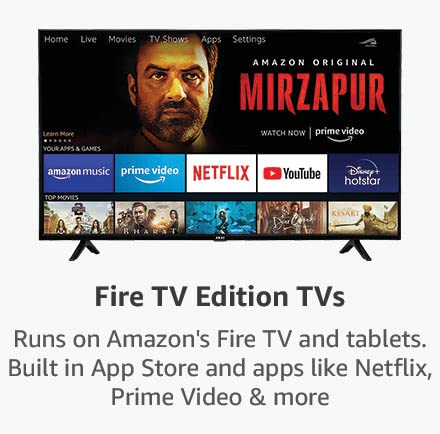 Home Live Movies TV Shows Apps Settings
AMAZON ORIGINAL
MIRZAPUR
WATCH NOW | prime video
Learn More
YOUR APPS & GAMES
amazon music prime video NETFLIX YouTube Disney+ hotstar
TOP MOVIES
BHARAT KESARI
AKAI
Fire TV Edition TVs
Runs on Amazon's Fire TV and tablets.
Built in App Store and apps like Netflix,
Prime Video & more